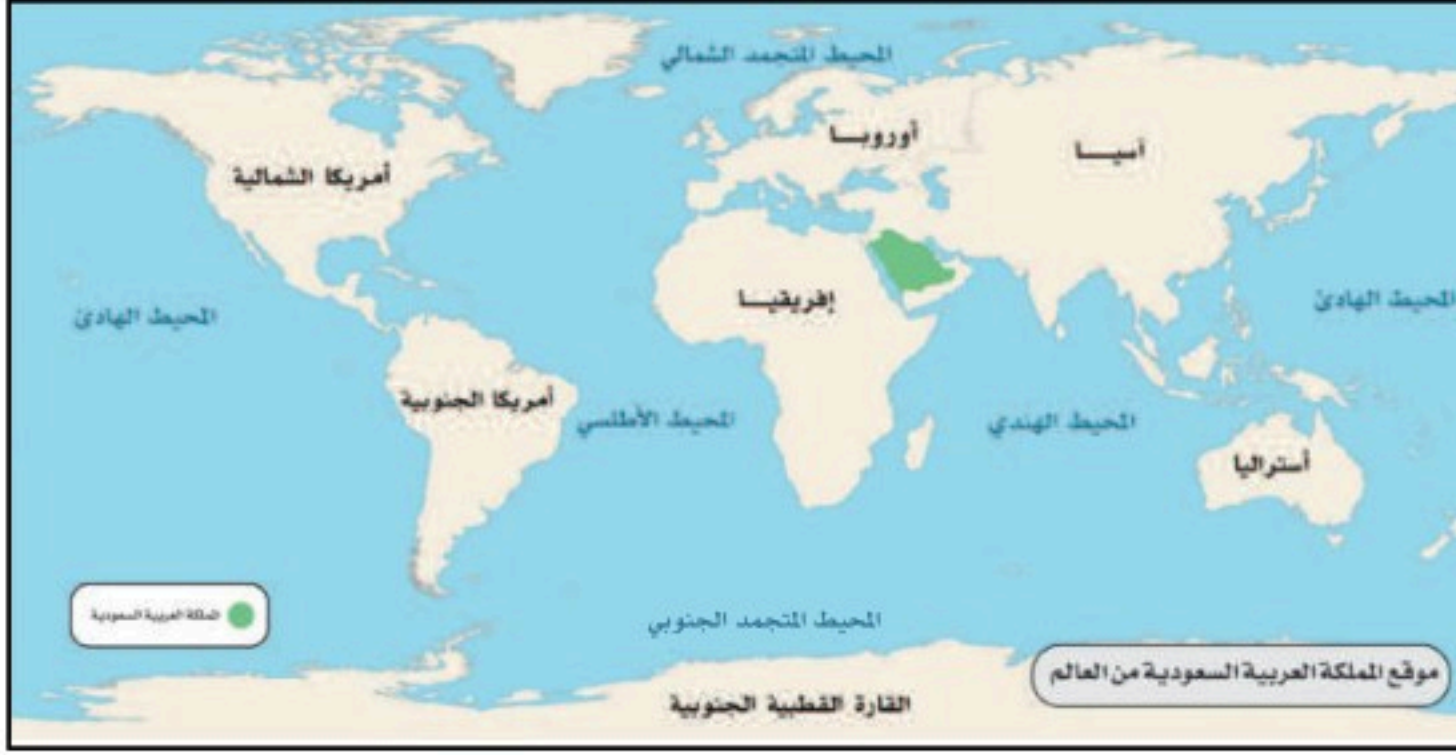 المحيط المتجمد الشمالي
أوروبـــا
آسيـــا
أمريكا الشمالية
إفريقيـــا
المحيط الهادئ
المحيط الهادئ
أمريكا الجنوبية
المحيط الأطلسي
المحيط الهندي
أستراليا
المملكة العربية السعودية
المحيط المتجمد الجنوبي
موقع المملكة العربية السعودية من العالم
القارة القطبية الجنوبية